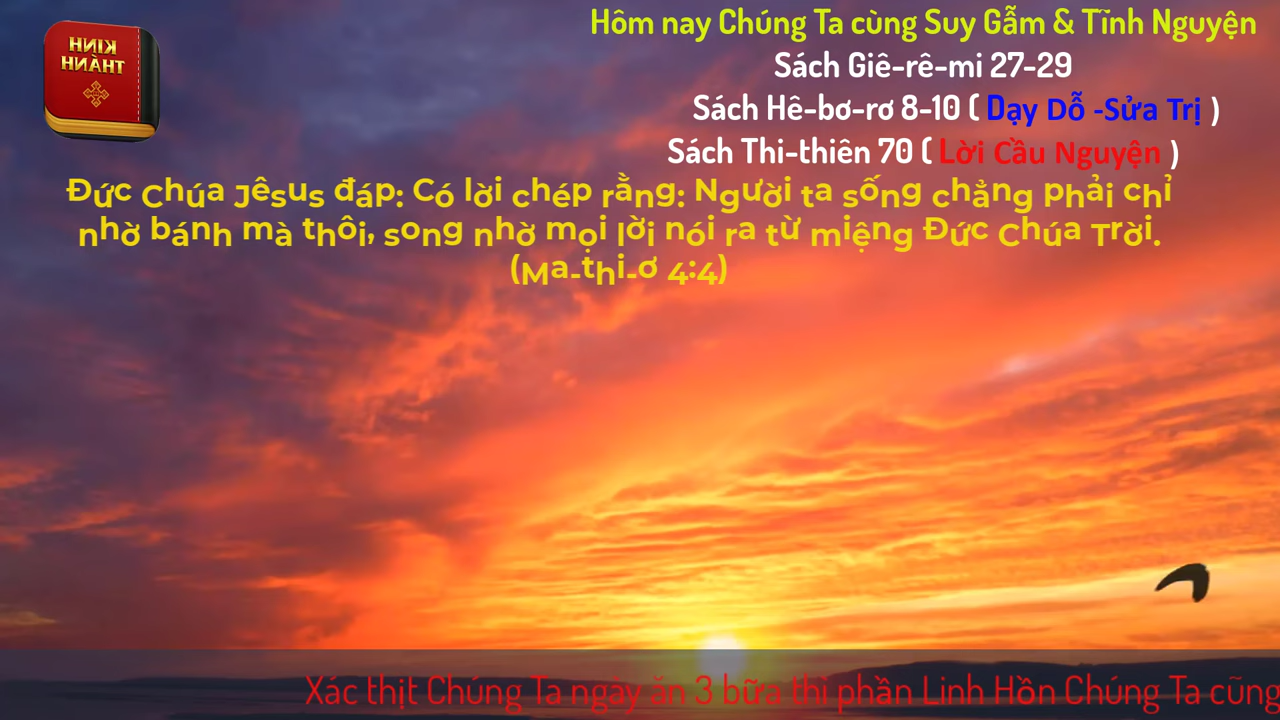 KINH
THÁNH
Hôm nay Chúng Ta cùng Suy Gẫm & Tĩnh Nguyện
Sách Giê-rê-mi 27-29
Sách Hê-bơ-rơ 8-10 ( Dạy Dỗ -Sửa Trị )
Sách Thi-thiên 70 ( Lời Cầu Nguyện )
Đức Chúa Jêsus đáp: Có lời chép rằng: Người ta sống chẳng phải chỉ
nhờ bánh mà thôi, song nhờ mọi lời nói ra từ miệng Đức Chúa Trời.
(Ma-thi-ơ 4:4)
Xác thịt Chúng Ta ngày ăn 3 bữa thì phần Linh Hồn Chúng Ta cũng